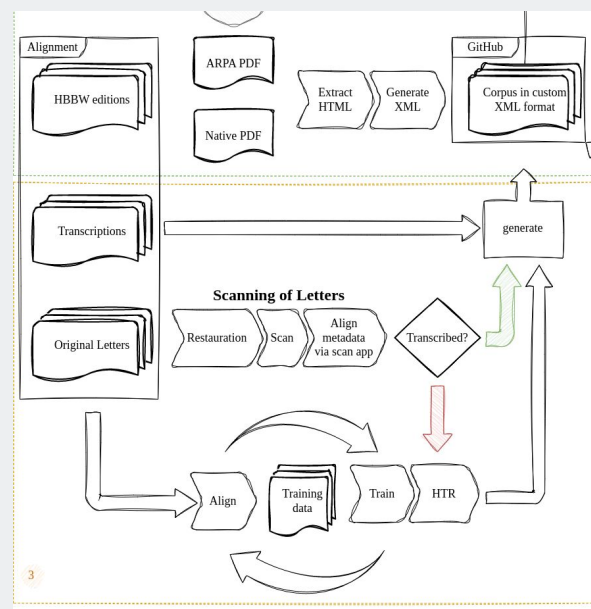 Alignment
HBBW editions
ARPA PDF
Native PDF
Extract
HTML
Generate
XML
GitHub
Corpus in custom
XML format
Transcriptions
generate
Scanning of Letters
Original Letters
Restauration
Scan
Align
metadata
via scan app
Transcribed?
Align
Training
data
Train
HTR
3